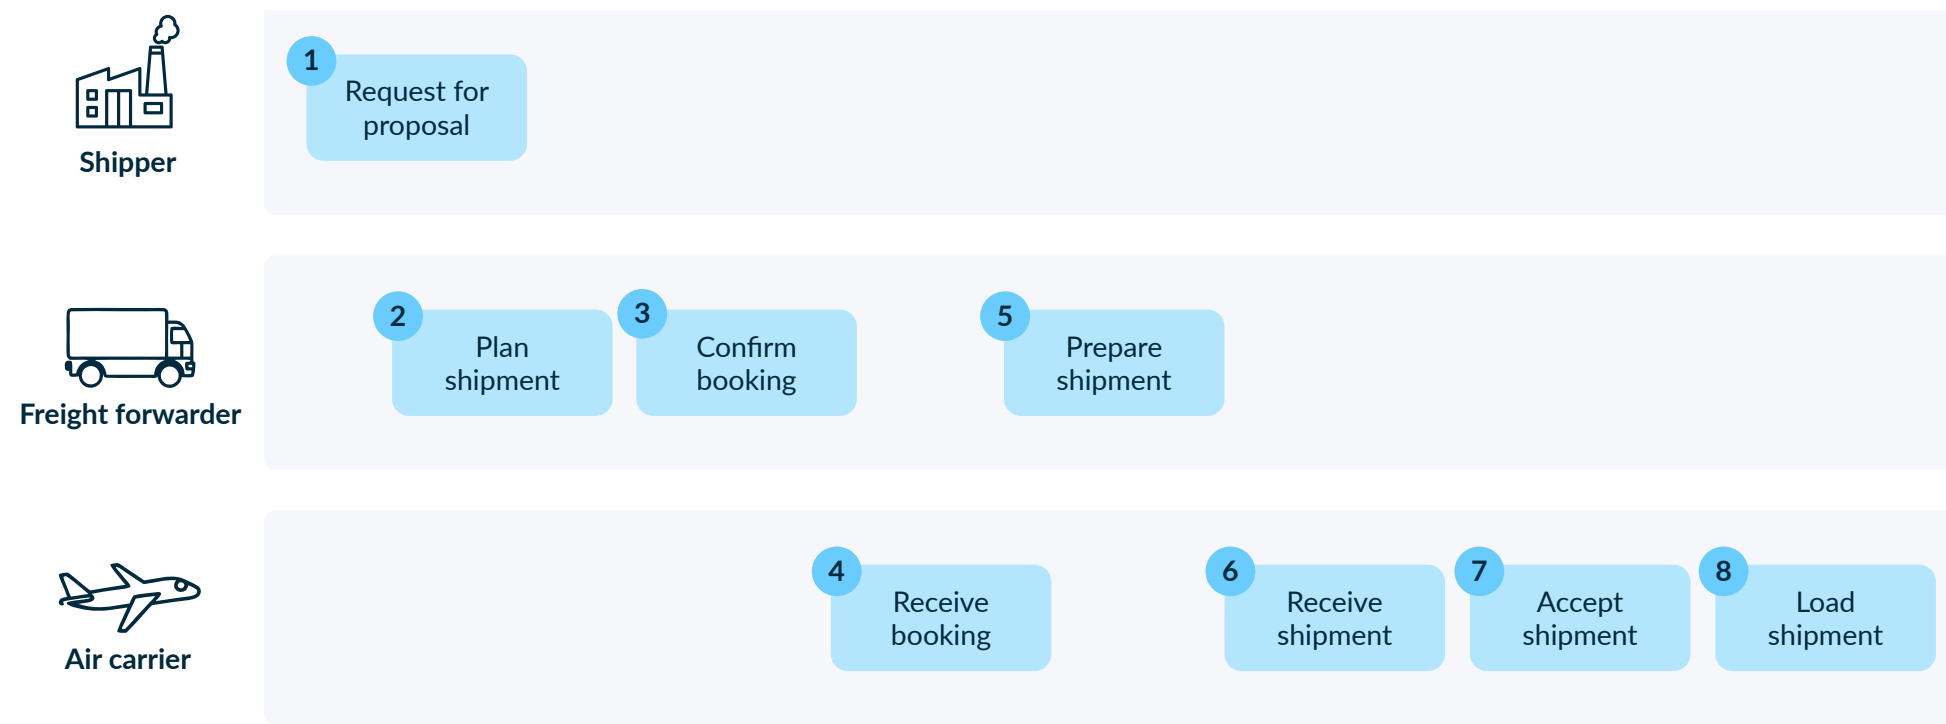 1
Request for
proposal
Shipper
2
Plan
shipment
3
Confirm
booking
5
Prepare
shipment
Freight forwarder
4
Receive
booking
6
Receive
shipment
7
Accept
shipment
8
Load
shipment
Air carrier